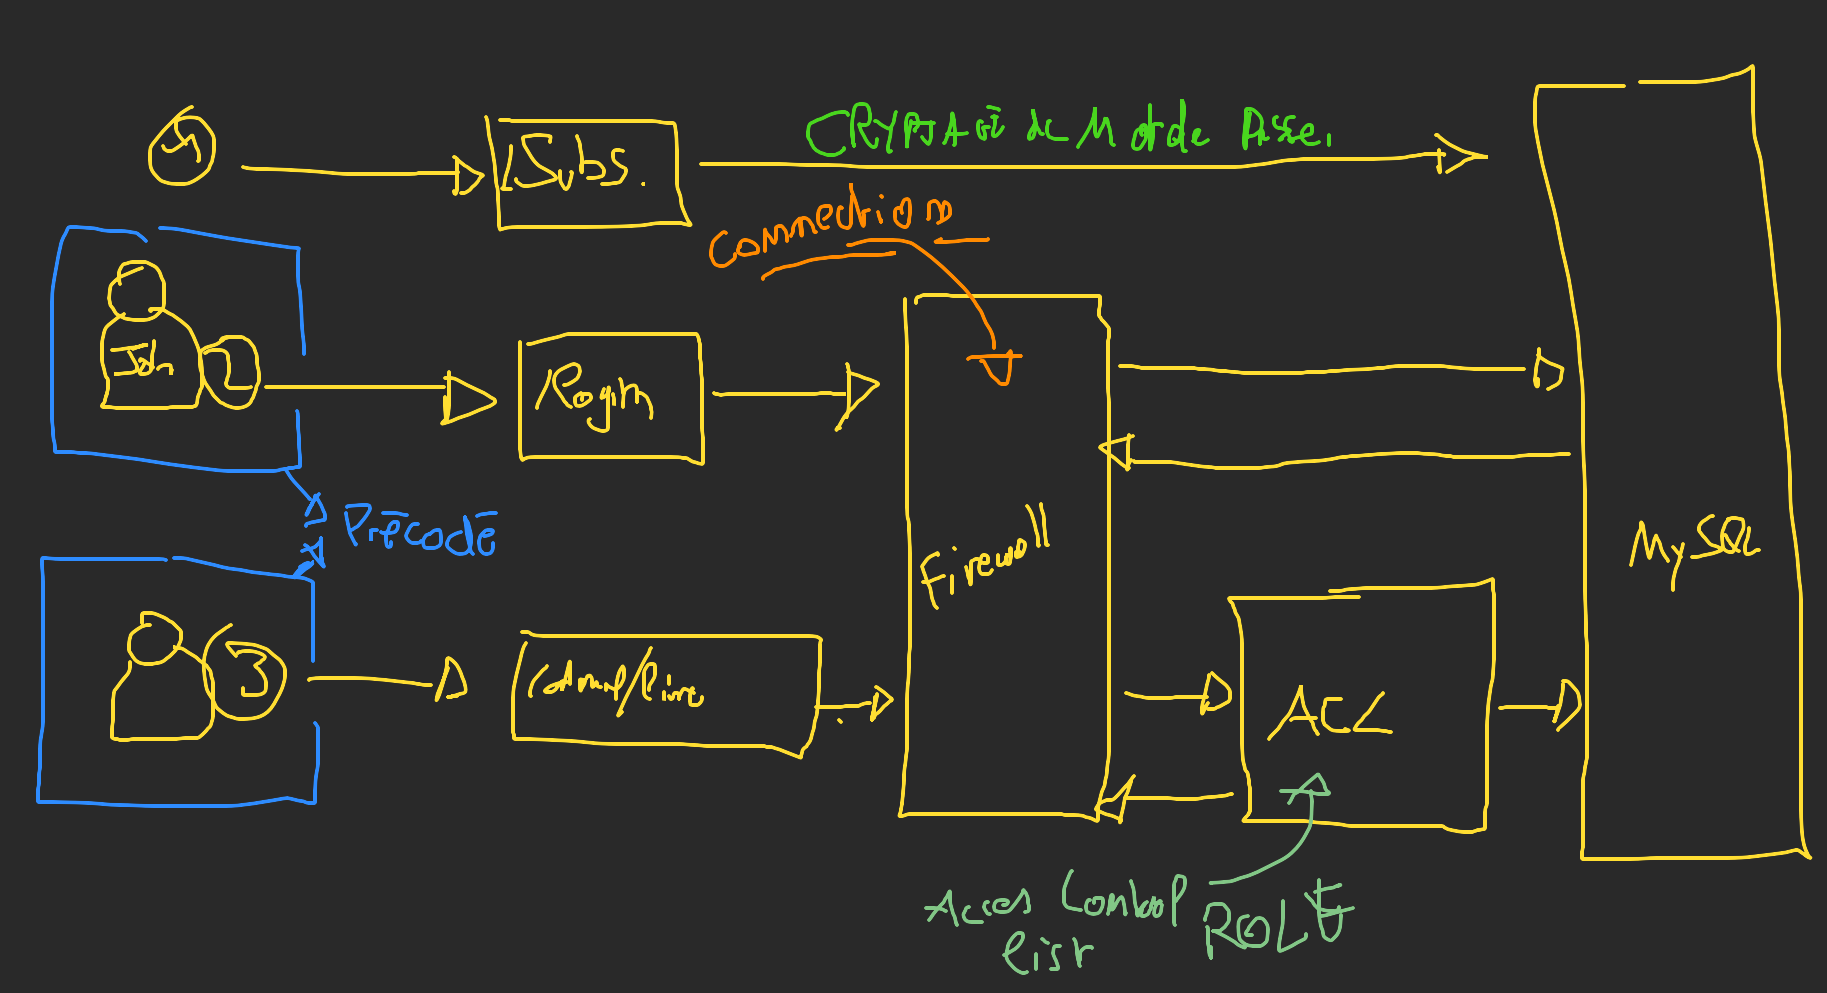 1
Subs.
CRYPTAGE de Mot de Passe.
Connection
John
2
Login
Précode
Firewall
MySQL
3
/admin/
ACL
Acces Control
list
ROLE